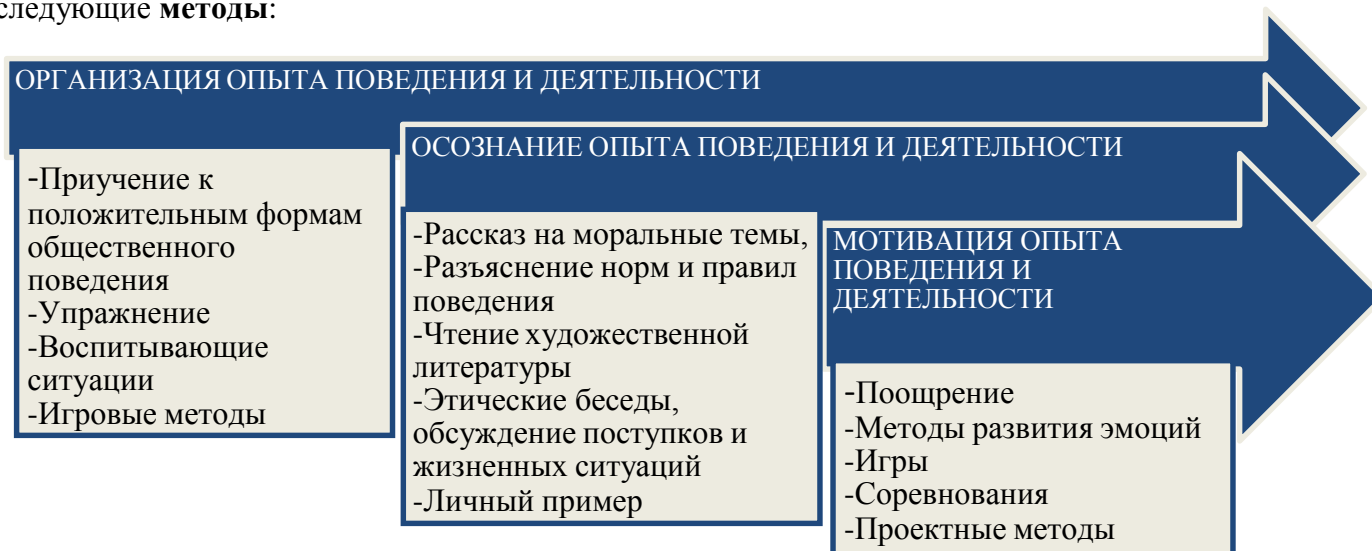 следующие методы:
ОРГАНИЗАЦИЯ ОПЫТА ПОВЕДЕНИЯ И ДЕЯТЕЛЬНОСТИ
-Приучение к
положительным формам
общественного
поведения
-Упражнение
-Воспитывающие
ситуации
-Игровые методы
ОСОЗНАНИЕ ОПЫТА ПОВЕДЕНИЯ И ДЕЯТЕЛЬНОСТИ
-Рассказ на моральные темы,
-Разъяснение норм и правил
поведения
-Чтение художественной
литературы
-Этические беседы,
обсуждение поступков и
жизненных ситуаций
-Личный пример
МОТИВАЦИЯ ОПЫТА
ПОВЕДЕНИЯ И
ДЕЯТЕЛЬНОСТИ
-Поощрение
-Методы развития эмоций
-Игры
-Соревнования
-Проектные методы